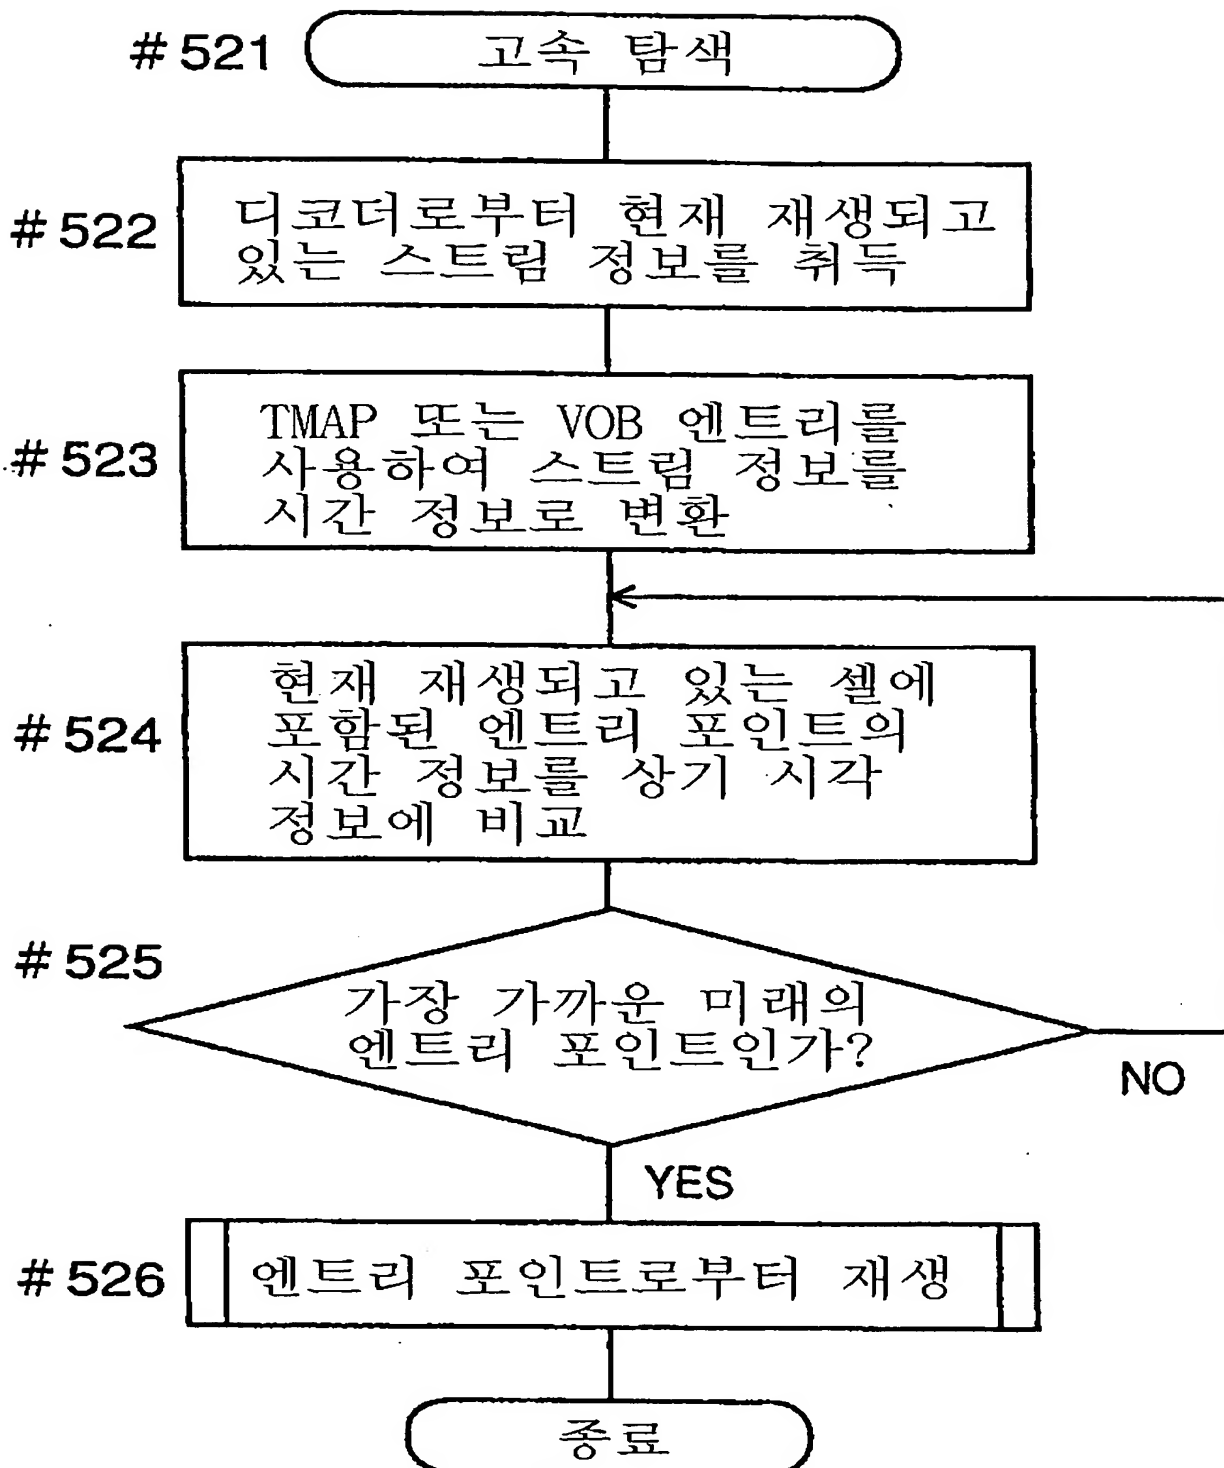 #521 고속 탐색
#522 디코더로부터 현재 재생되고
있는 스트림 정보를 취득
#523 TMAP 또는 VOB 엔트리를
사용하여 스트림 정보를
시간 정보로 변환
#524 현재 재생되고 있는 셀에
포함된 엔트리 포인트의
시간 정보를 상기 시각
정보에 비교
#525 가장 가까운 미래의
엔트리 포인트인가?
NO
YES
#526 엔트리 포인트로부터 재생
종료